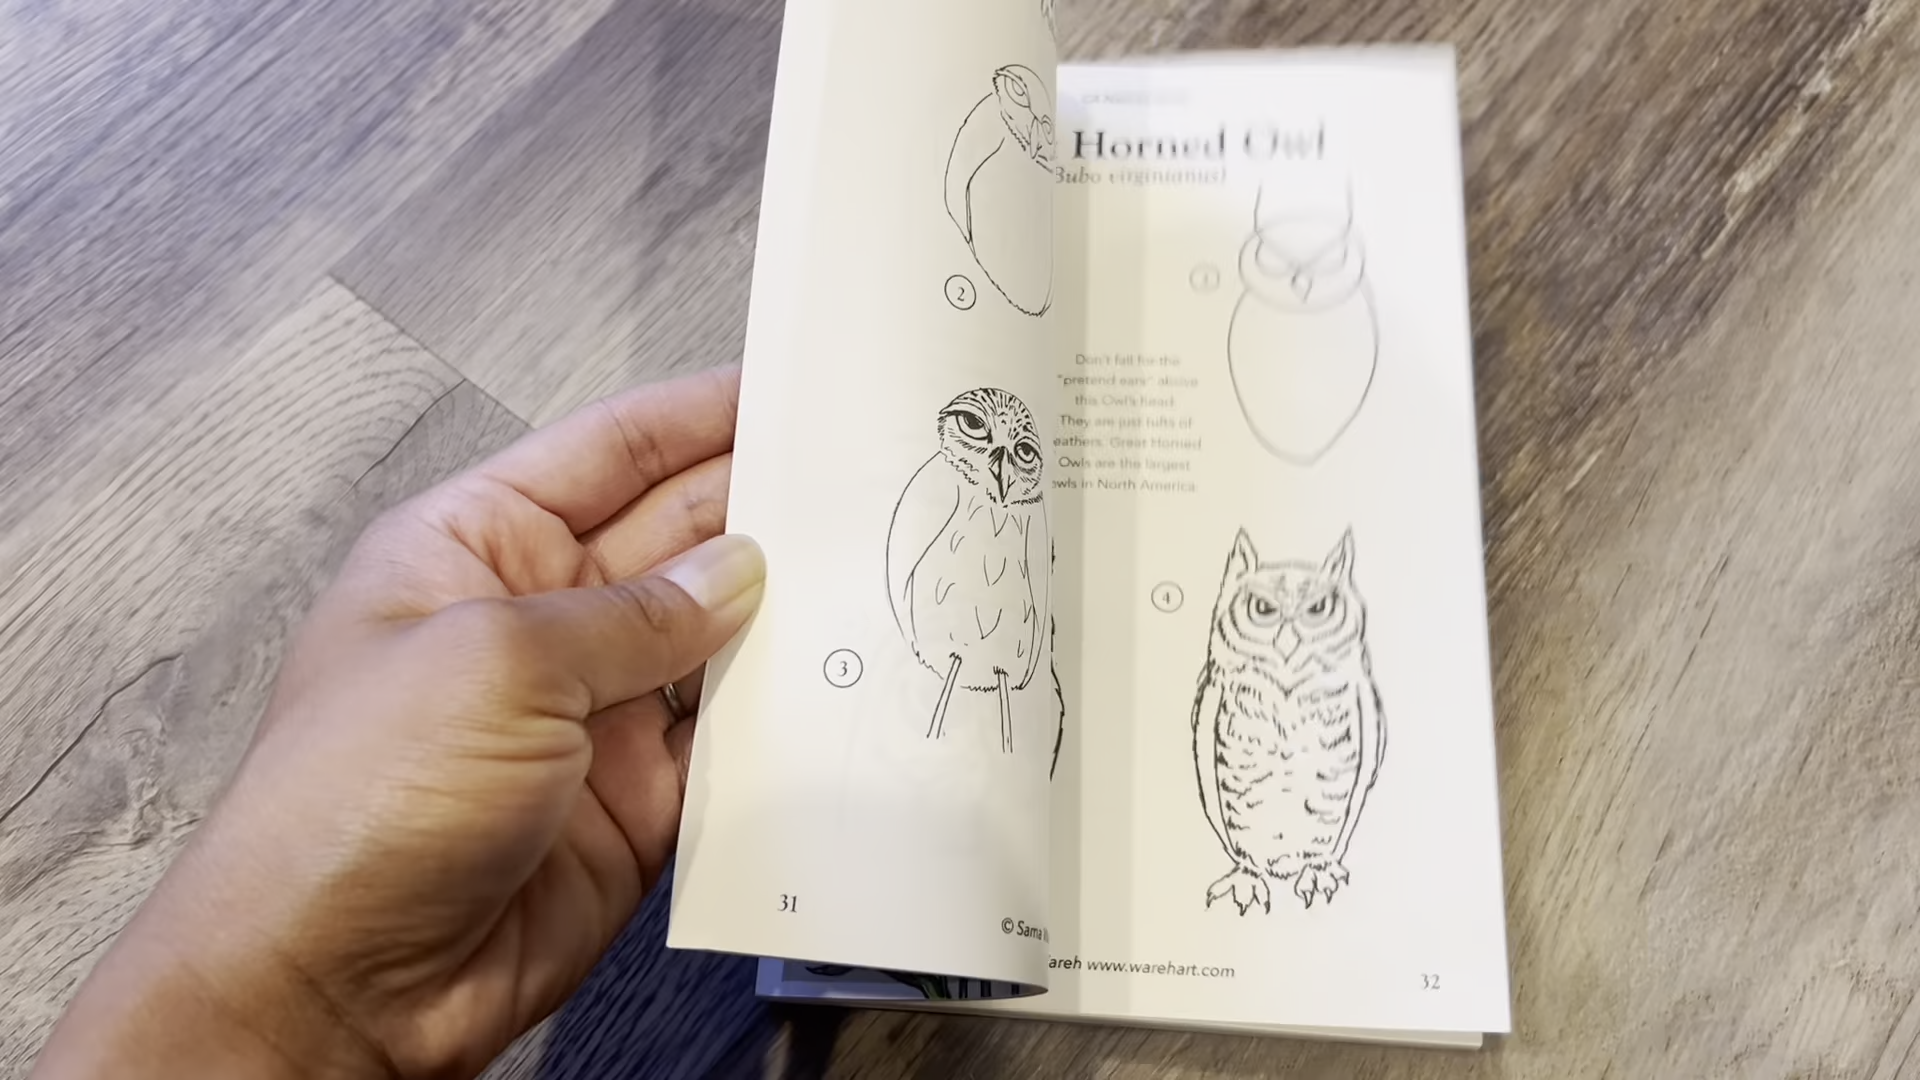 2
3
31
© Sama
Horned Owl
Bubo virginianus)
Don't fall for the
"pretend ears" above
this Owl's head.
They are just tufts of
eathers. Great Horned
Owls are the largest
owls in North America.
4
areh www.warehart.com
32